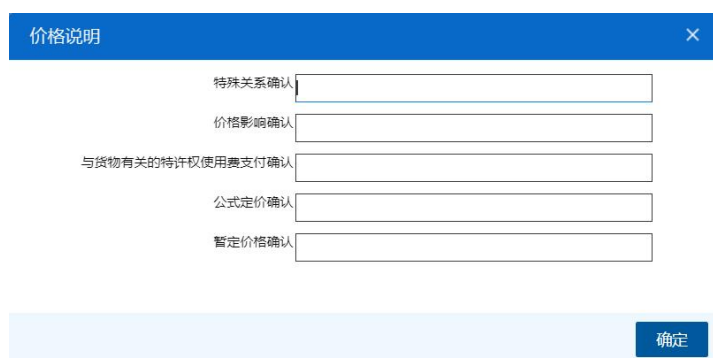 价格说明
特殊关系确认
价格影响确认
与货物有关的特许权使用费支付确认
公式定价确认
暂定价格确认
确定